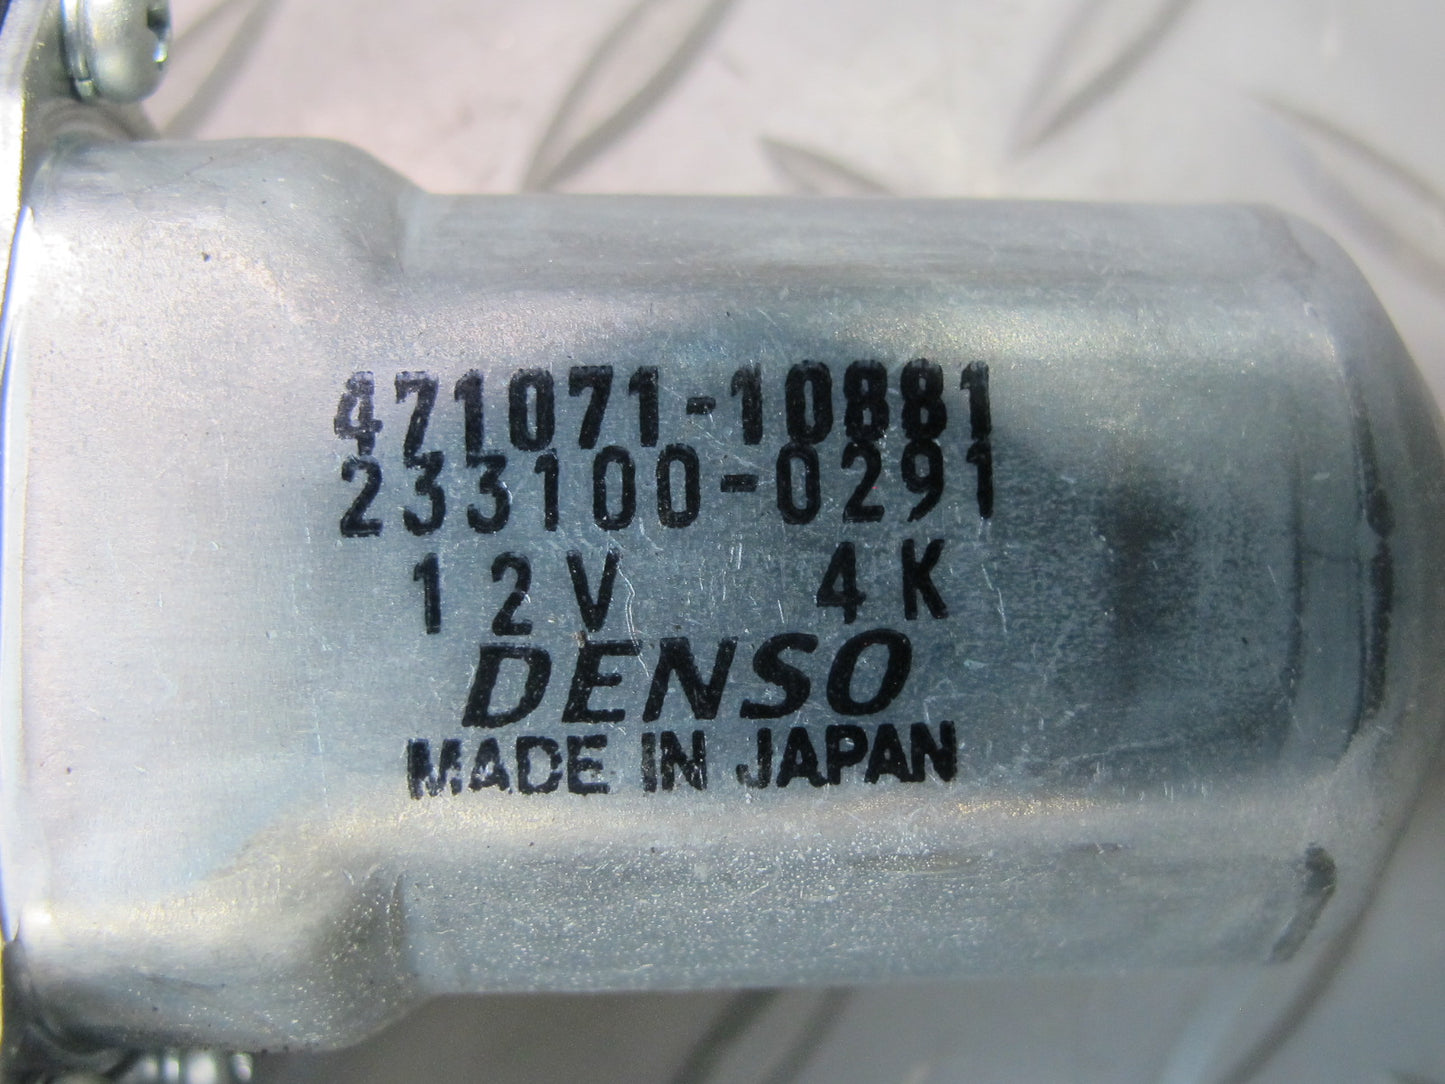 471071-10881
233100-0291
12V 4K
DENSO
MADE IN JAPAN